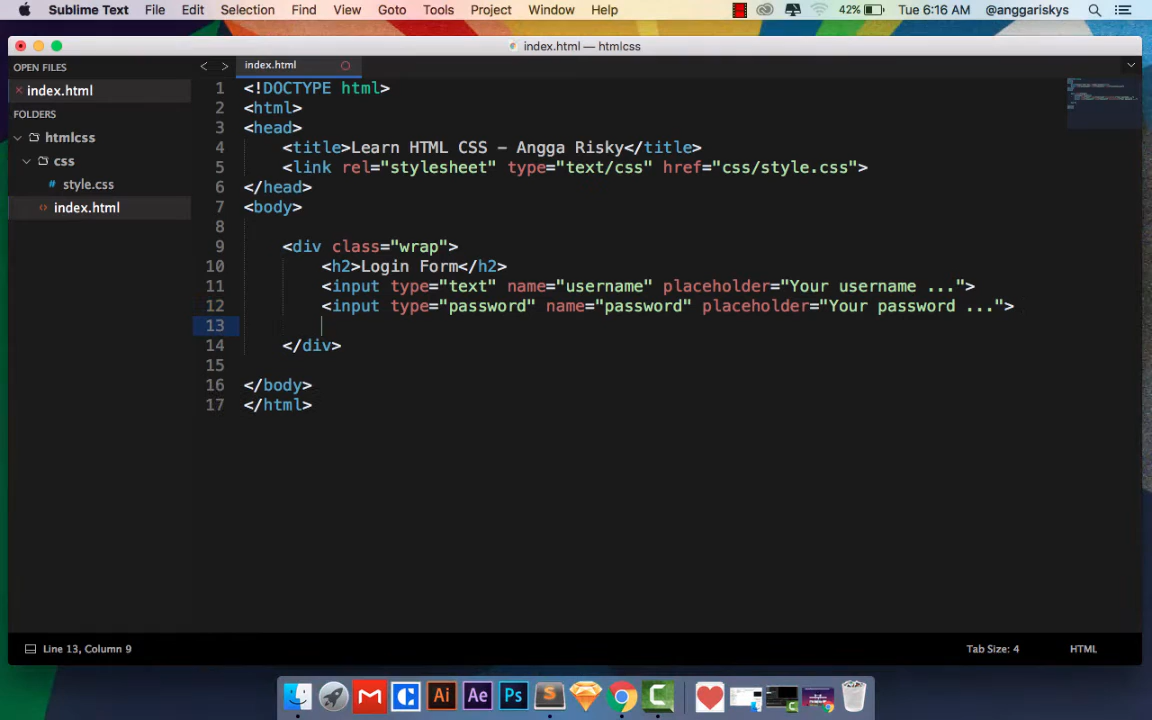 Sublime Text File Edit Selection Find View Goto Tools Project Window Help 42% Tue 6:16 AM @anggariskys
index.html — htmlcss
OPEN FILES
index.html
FOLDERS
htmlcss
css
style.css
index.html
index.html
1 <!DOCTYPE html>
2 <html>
3 <head>
4 <title>Learn HTML CSS - Angga Risky</title>
5 <link rel="stylesheet" type="text/css" href="css/style.css">
6 </head>
7 <body>
8
9 <div class="wrap">
10 <h2>Login Form</h2>
11 <input type="text" name="username" placeholder="Your username ...">
12 <input type="password" name="password" placeholder="Your password ...">
13
14 </div>
15
16 </body>
17 </html>
Line 13, Column 9 Tab Size: 4 HTML
Ai Ae Ps